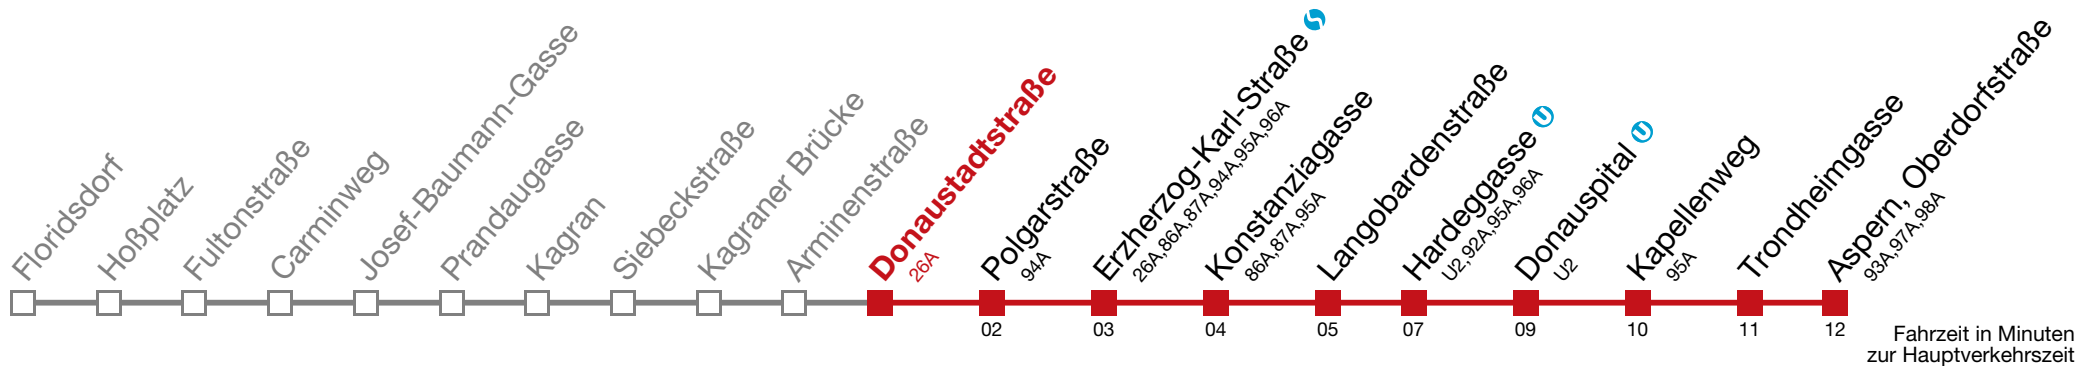 Floridsdorf
Hoßplatz
Fultonstraße
Carminweg
Josef-Baumann-Gasse
Prandaugasse
Kagran
Siebeckstraße
Kagraner Brücke
Arminenstraße
Donaustadtstraße
26A
Polgarstraße
94A
Erzherzog-Karl-Straße S
26A,86A,87A,94A,95A,96A
Konstanziagasse
86A,87A,95A
Langobardenstraße
Hardeggasse U
U2,92A,95A,96A
Donauspital U
U2
Kapellenweg
95A
Trondheimgasse
Aspern, Oberdorfstraße
93A,97A,98A
02 03 04 05 07 09 10 11 12
Fahrzeit in Minuten
zur Hauptverkehrszeit